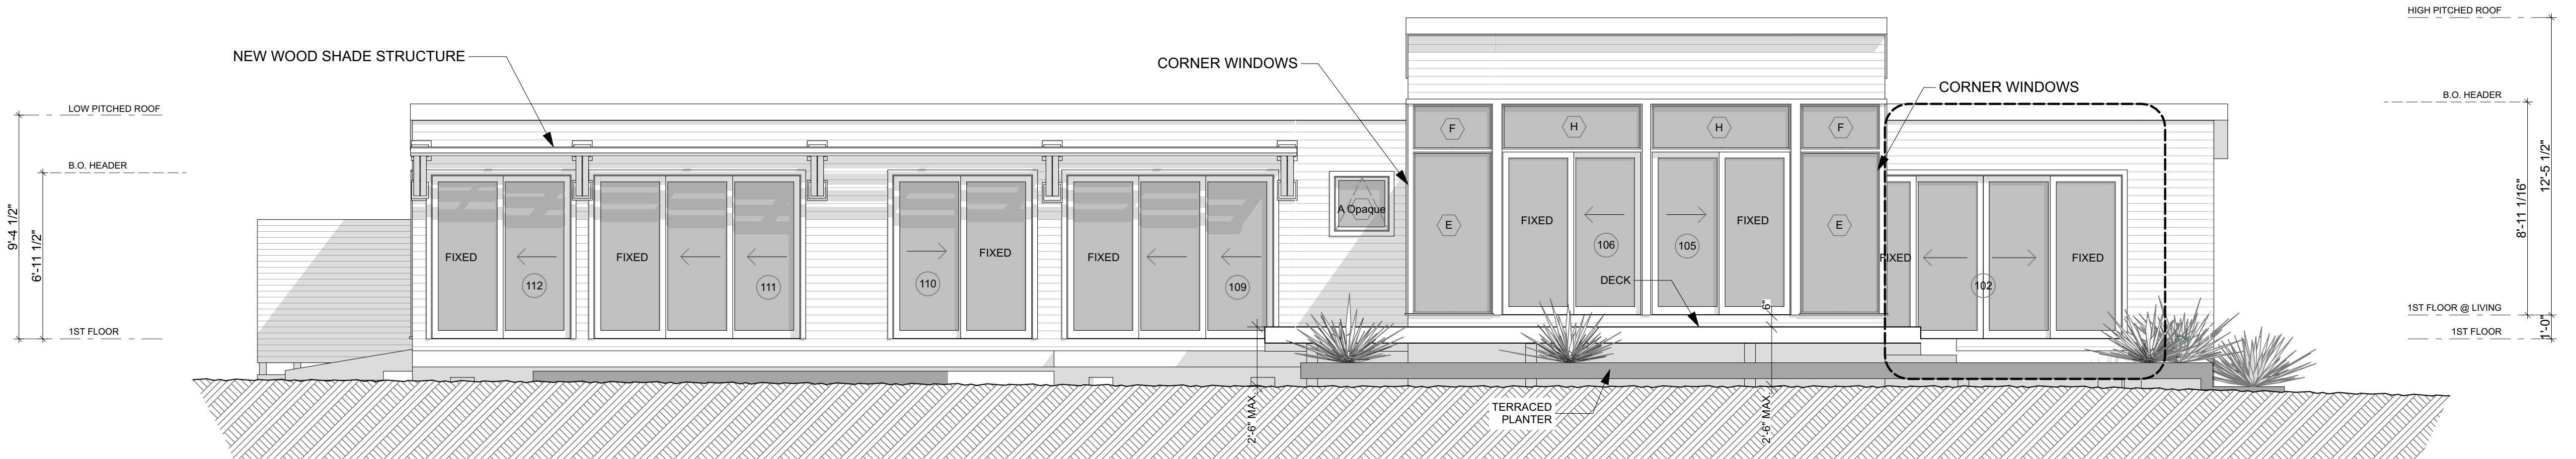 HIGH PITCHED ROOF
NEW WOOD SHADE STRUCTURE
CORNER WINDOWS
CORNER WINDOWS
B.O. HEADER
LOW PITCHED ROOF
F
H
H
F
12'-5 1/2"
B.O. HEADER
9'-4 1/2"
6'-11 1/2"
8'-11 1/16"
A Opaque
E
FIXED
106
105
FIXED
E
FIXED
112
FIXED
111
110
FIXED
FIXED
109
FIXED
102
FIXED
DECK
6"
1ST FLOOR @ LIVING
1ST FLOOR
1ST FLOOR
1'-0"
TERRACED
PLANTER
2'-6" MAX
2'-6" MAX